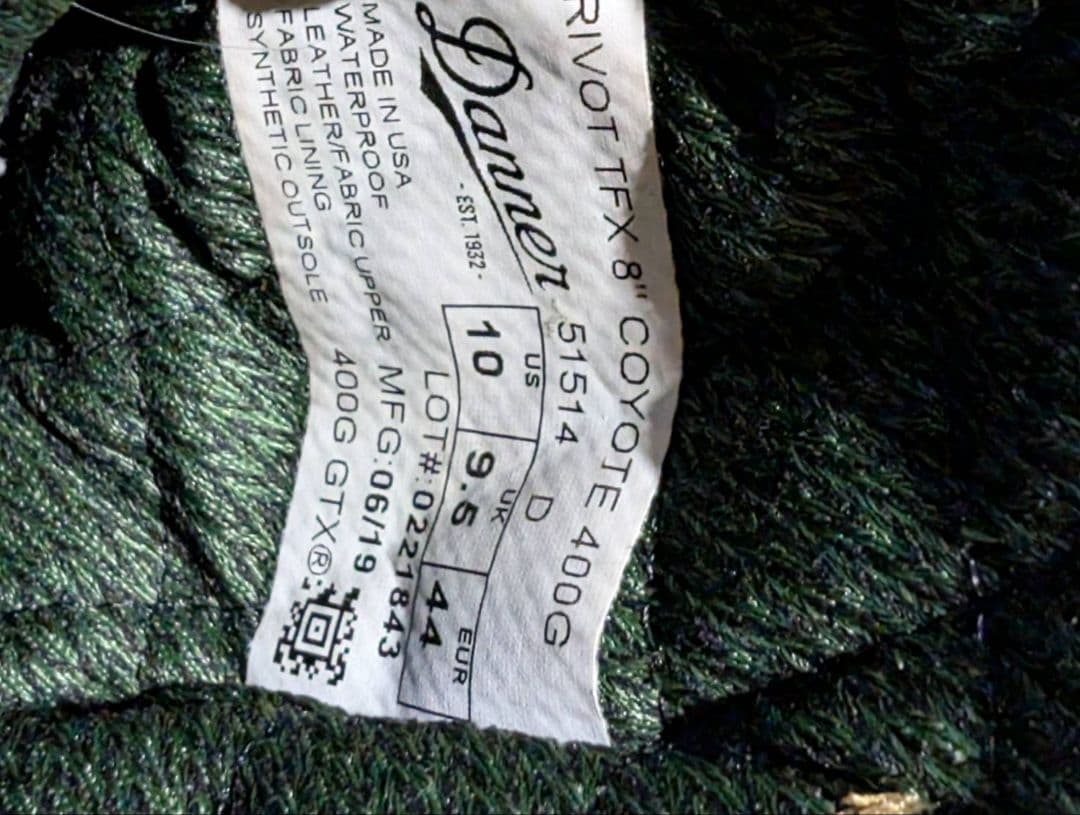 RIVOT TFX 8" COYOTE 400G
Danner 51514 D
- EST. 1932 -
US UK EUR
10 9.5 44
LOT#:0221843
MADE IN USA
WATERPROOF MFG:06/19
LEATHER/FABRIC UPPER
FABRIC LINING 400G GTX®
SYNTHETIC OUTSOLE